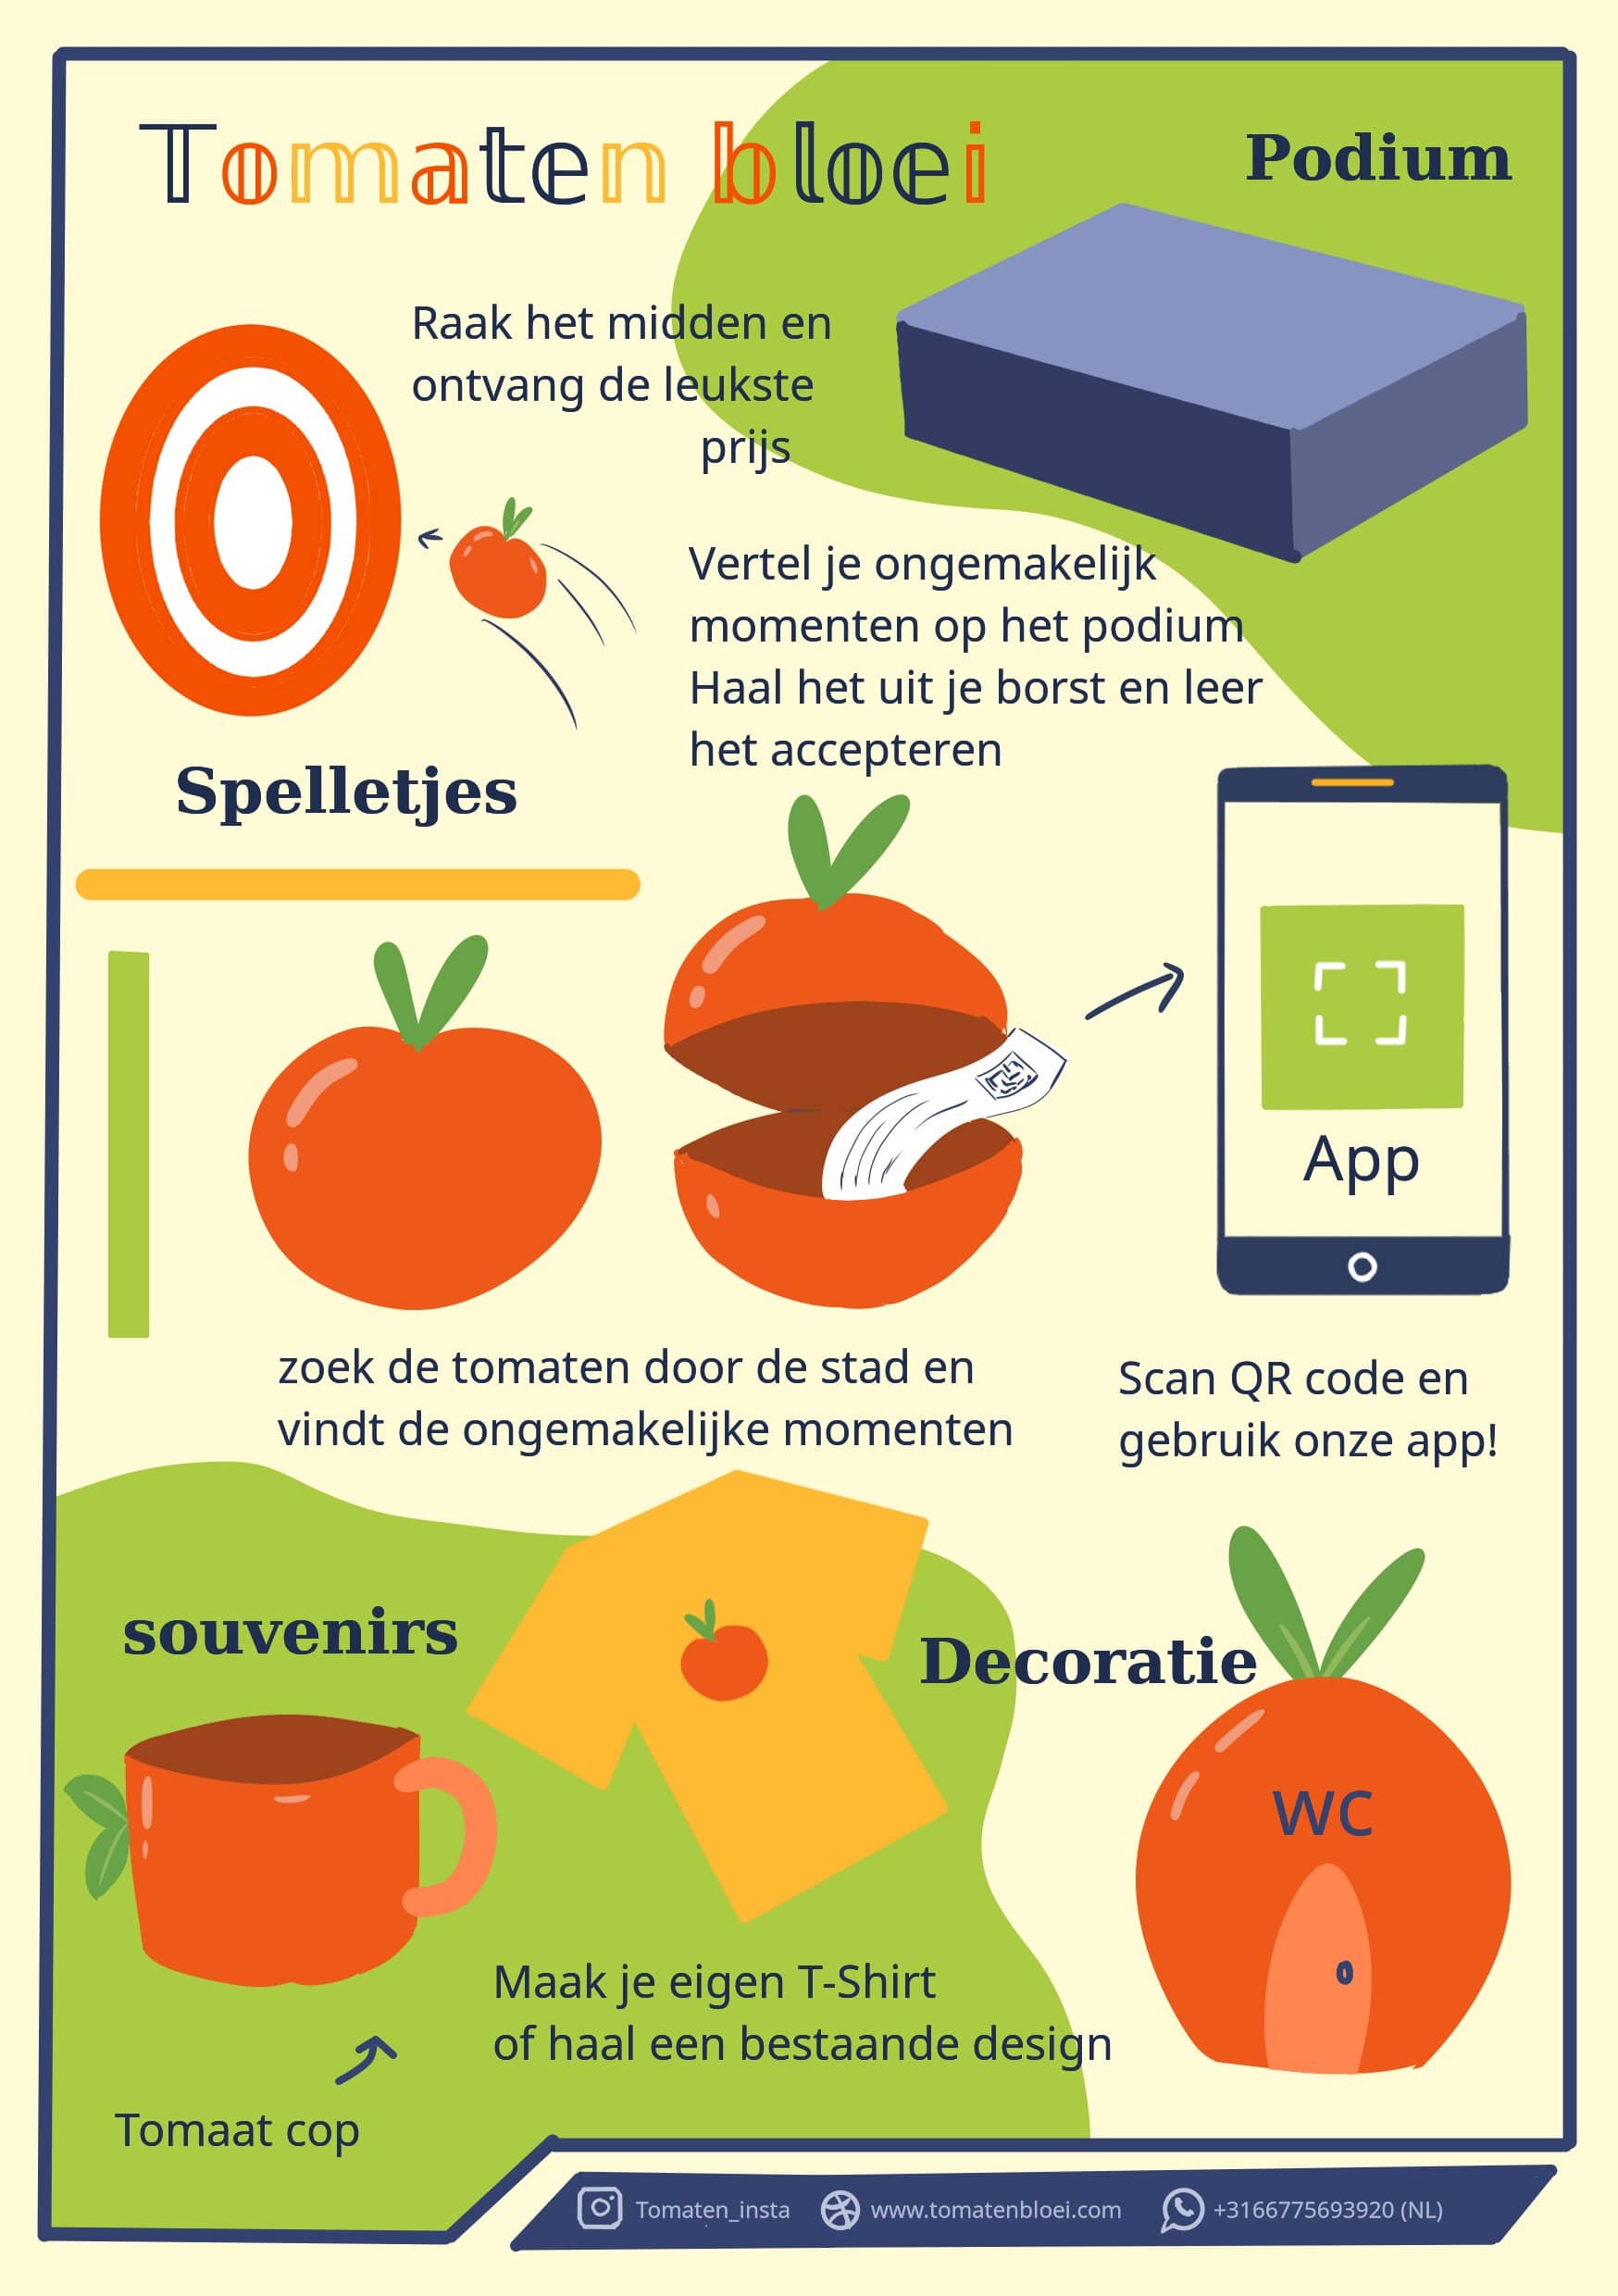 Tomaten bloei
Podium
Raak het midden en
ontvang de leukste
prijs
Vertel je ongemakelijk
momenten op het podium
Haal het uit je borst en leer
het accepteren
Spelletjes
App
zoek de tomaten door de stad en
vindt de ongemakelijke momenten
Scan QR code en
gebruik onze app!
souvenirs
Decoratie
WC
Maak je eigen T-Shirt
of haal een bestaande design
Tomaat cop
Tomaten_insta
www.tomatenbloei.com
+3166775693920 (NL)